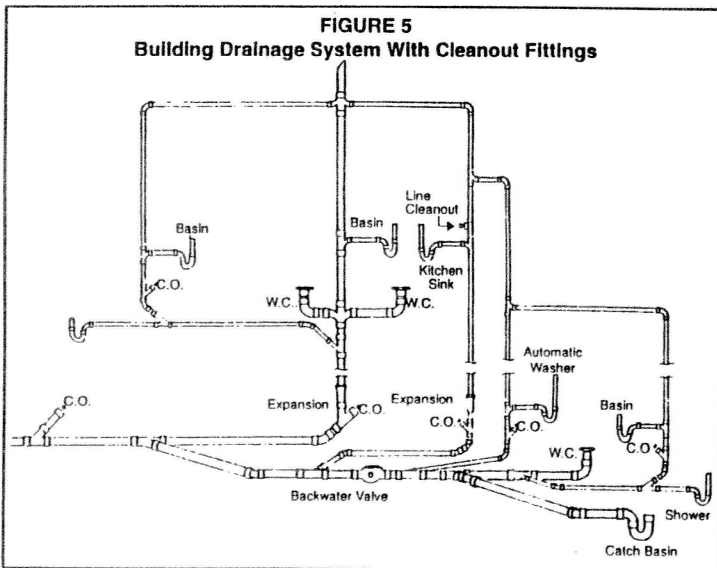 FIGURE 5
Building Drainage System With Cleanout Fittings
Line
Cleanout
Basin
Basin
Kitchen
Sink
C.O.
W.C.
W.C.
Automatic
Washer
C.O.
Expansion
C.O.
Expansion
C.O.
C.O.
Basin
C.O.
W.C.
Backwater Valve
Shower
Catch Basin